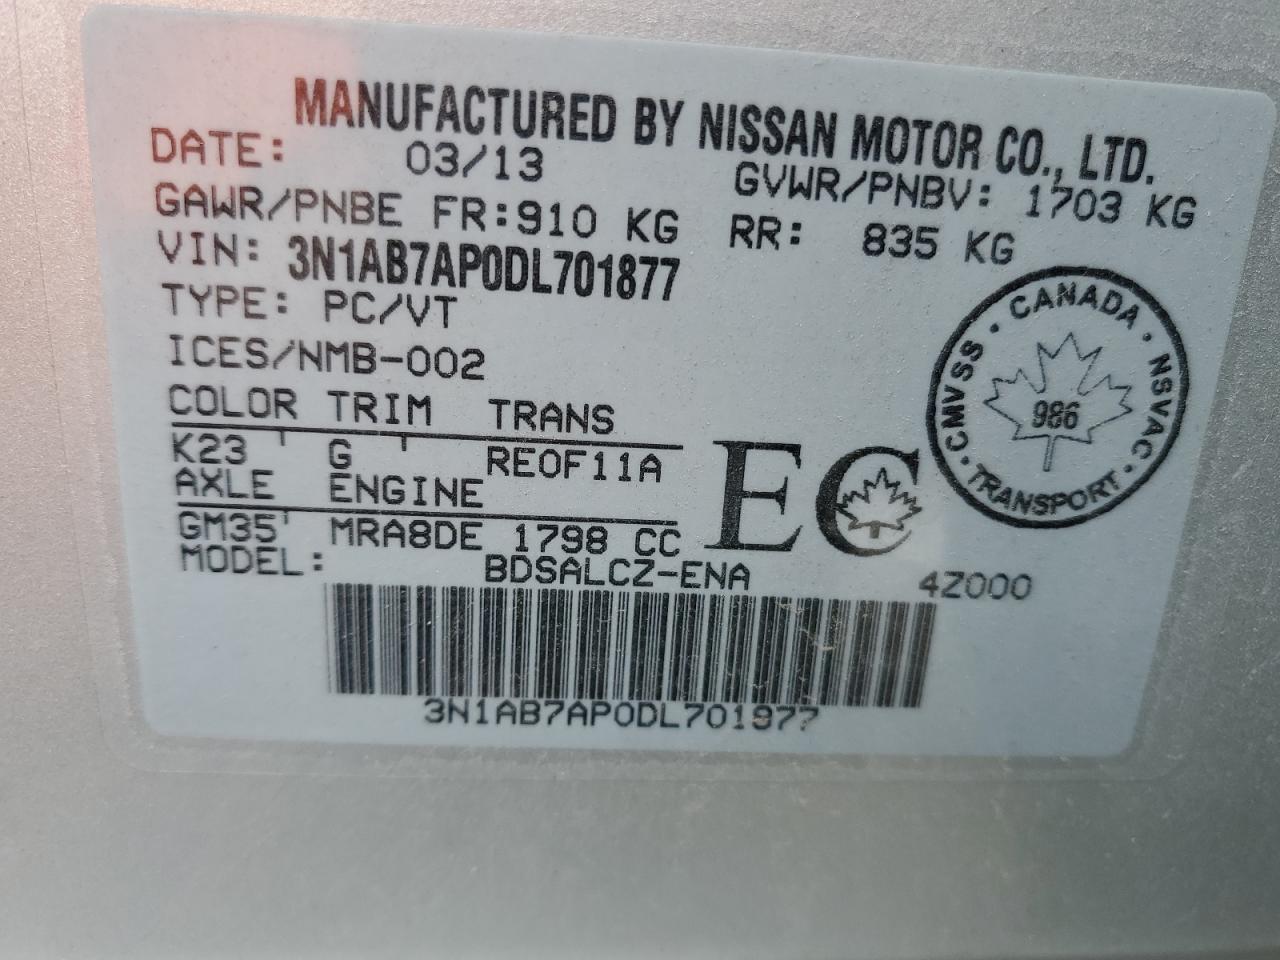 MANUFACTURED BY NISSAN MOTOR CO., LTD.
DATE: 03/13 GVWR/PNBV: 1703 KG
GAWR/PNBE FR:910 KG RR: 835 KG
VIN: 3N1AB7AP0DL701877
TYPE: PC/VT
ICES/NMB-002
COLOR TRIM TRANS
K23 G RE0F11A
AXLE ENGINE
GM35 MRA8DE 1798 CC
MODEL: BDSALCZ-ENA 4Z000
EC
CANADA · NSVAC · TRANSPORT · CMVSS ·
986
3N1AB7AP0DL701877